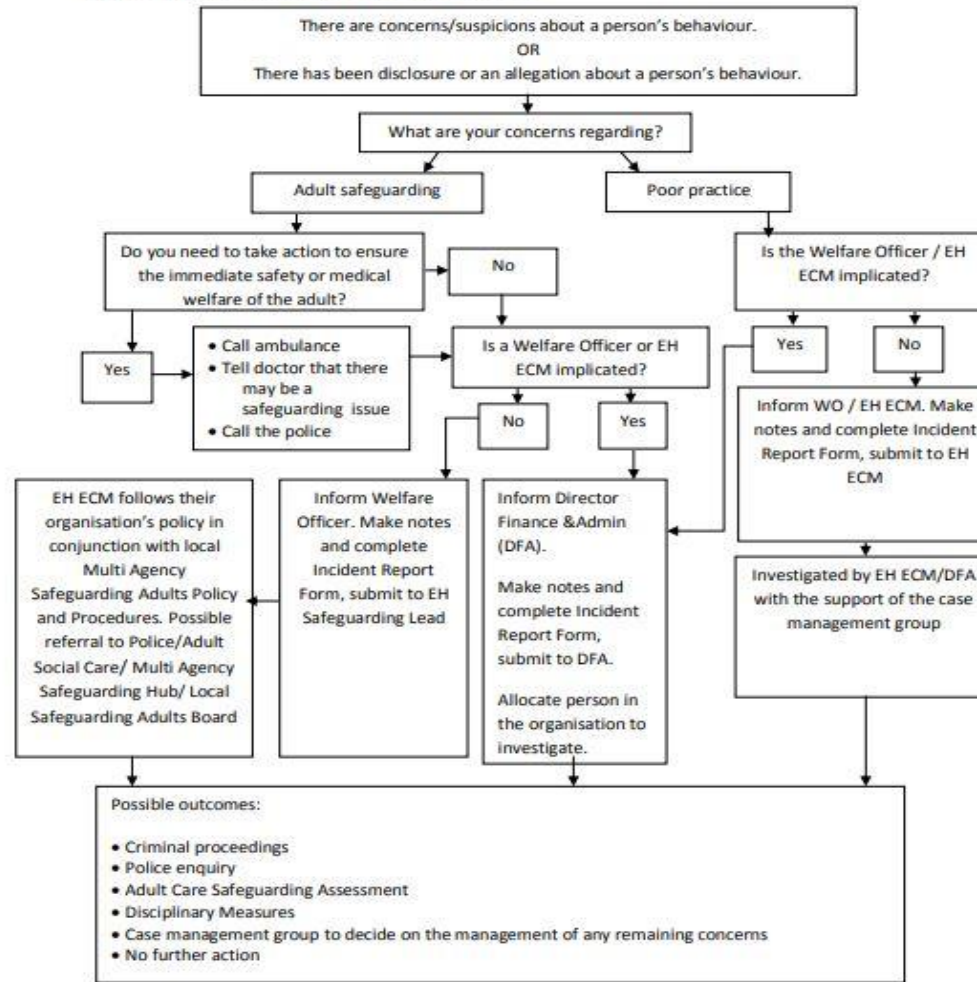 There are concerns/suspicions about a person's behaviour.
OR
There has been disclosure or an allegation about a person's behaviour.
What are your concerns regarding?
Adult safeguarding
Poor practice
Do you need to take action to ensure
the immediate safety or medical
welfare of the adult?
No
Is the Welfare Officer / EH
ECM implicated?
Yes
• Call ambulance
• Tell doctor that there
may be a
safeguarding issue
• Call the police
Is a Welfare Officer or EH
ECM implicated?
Yes
No
No
Yes
Inform WO / EH ECM. Make
notes and complete Incident
Report Form, submit to EH
ECM
EH ECM follows their
organisation's policy in
conjunction with local
Multi Agency
Safeguarding Adults Policy
and Procedures. Possible
referral to Police/Adult
Social Care/ Multi Agency
Safeguarding Hub/ Local
Safeguarding Adults Board
Inform Welfare
Officer. Make notes
and complete
Incident Report
Form, submit to EH
Safeguarding Lead
Inform Director
Finance &Admin
(DFA).
Make notes and
complete Incident
Report Form,
submit to DFA.
Allocate person in
the organisation to
investigate.
Investigated by EH ECM/DFA
with the support of the case
management group
Possible outcomes:
• Criminal proceedings
• Police enquiry
• Adult Care Safeguarding Assessment
• Disciplinary Measures
• Case management group to decide on the management of any remaining concerns
• No further action